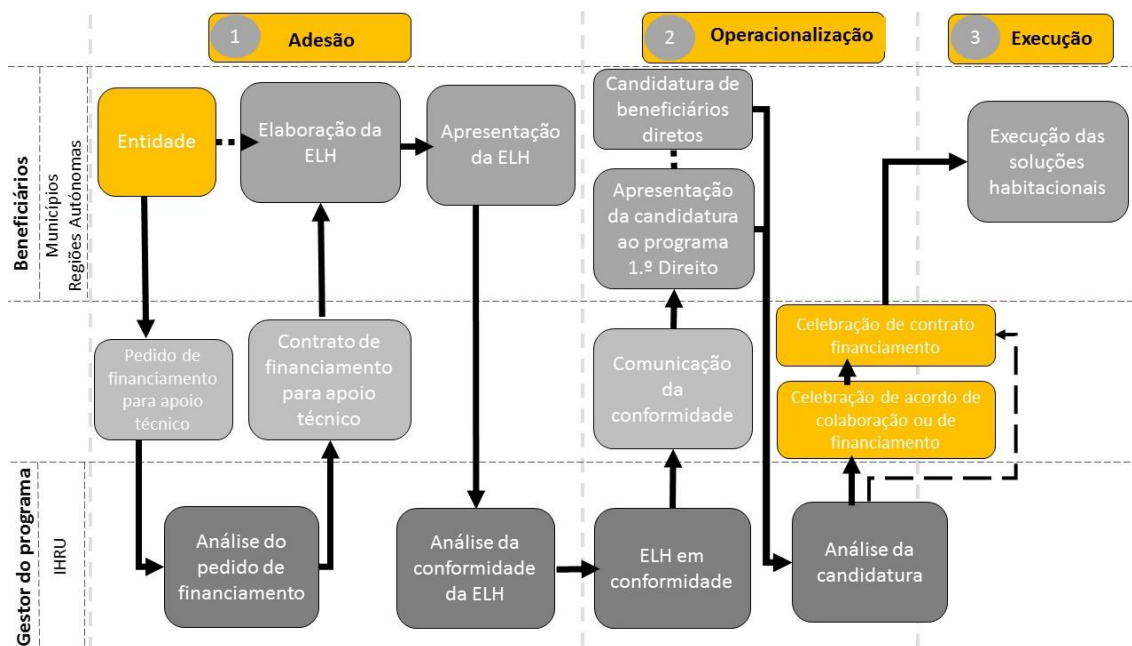 1
Adesão
2
Operacionalização
3
Execução
Beneficiários
Municípios
Regiões Autónomas
Entidade
Elaboração da
ELH
Apresentação
da ELH
Candidatura de
beneficiários
diretos
Apresentação
da candidatura
ao programa
1.º Direito
Execução das
soluções
habitacionais
Pedido de
financiamento
para apoio
técnico
Contrato de
financiamento
para apoio
técnico
Comunicação
da
conformidade
Celebração de contrato
financiamento
Celebração de acordo de
colaboração ou de
financiamento
Gestor do programa
IHRU
Análise do
pedido de
financiamento
Análise da
conformidade
da ELH
ELH em
conformidade
Análise da
candidatura